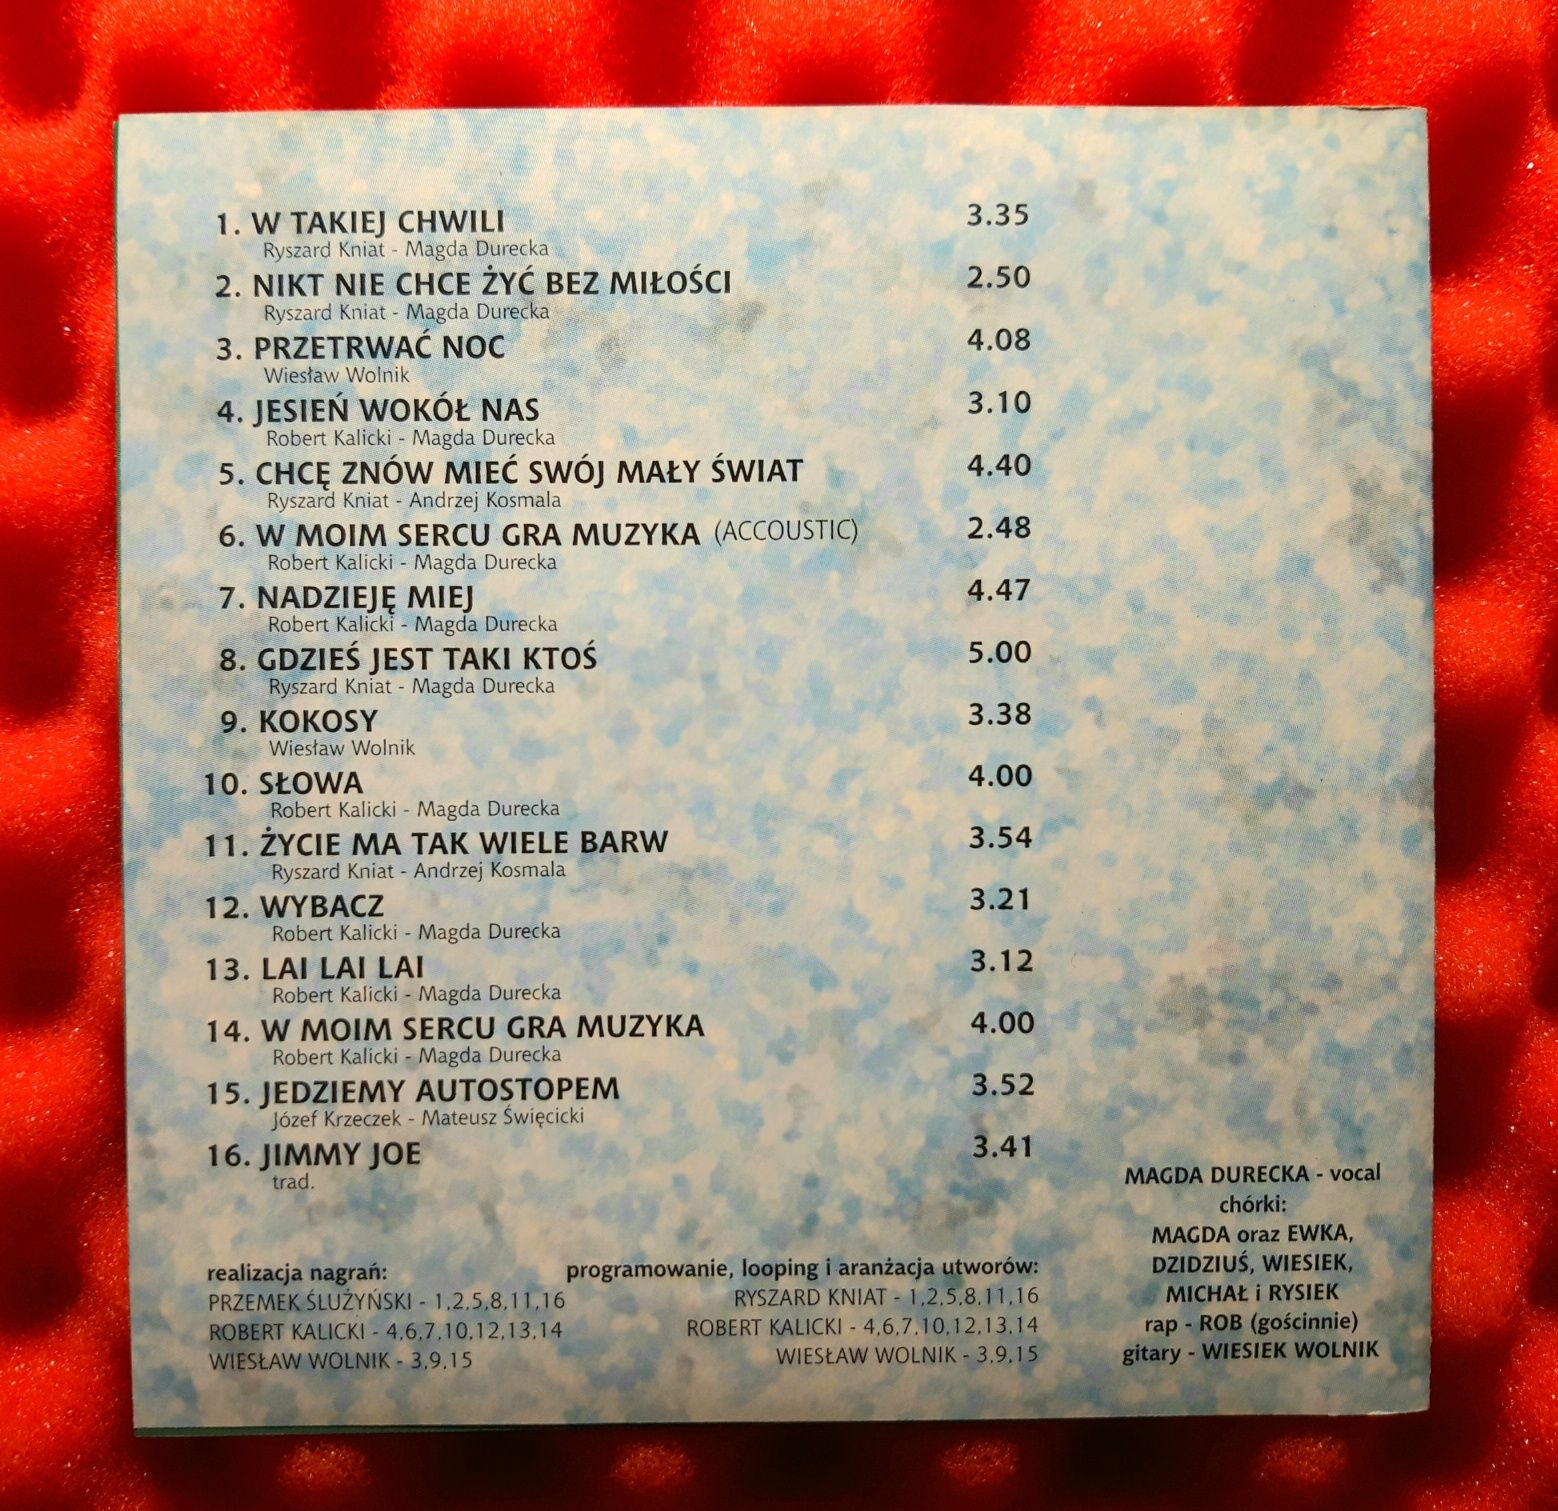 1. W TAKIEJ CHWILI 3.35
Ryszard Kniat - Magda Durecka
2. NIKT NIE CHCE ŻYĆ BEZ MIŁOŚCI 2.50
Ryszard Kniat - Magda Durecka
3. PRZETRWAĆ NOC 4.08
Wiesław Wolnik
4. JESIEŃ WOKÓŁ NAS 3.10
Robert Kalicki - Magda Durecka
5. CHCĘ ZNÓW MIEĆ SWÓJ MAŁY ŚWIAT 4.40
Ryszard Kniat - Andrzej Kosmala
6. W MOIM SERCU GRA MUZYKA (ACCOUSTIC) 2.48
Robert Kalicki - Magda Durecka
7. NADZIEJĘ MIEJ 4.47
Robert Kalicki - Magda Durecka
8. GDZIEŚ JEST TAKI KTOŚ 5.00
Ryszard Kniat - Magda Durecka
9. KOKOSY 3.38
Wiesław Wolnik
10. SŁOWA 4.00
Robert Kalicki - Magda Durecka
11. ŻYCIE MA TAK WIELE BARW 3.54
Ryszard Kniat - Andrzej Kosmala
12. WYBACZ 3.21
Robert Kalicki - Magda Durecka
13. LAI LAI LAI 3.12
Robert Kalicki - Magda Durecka
14. W MOIM SERCU GRA MUZYKA 4.00
Robert Kalicki - Magda Durecka
15. JEDZIEMY AUTOSTOPEM 3.52
Józef Krzeczek - Mateusz Święcicki
16. JIMMY JOE 3.41
trad.
realizacja nagrań:
PRZEMEK ŚLUŻYŃSKI - 1,2,5,8,11,16
ROBERT KALICKI - 4,6,7,10,12,13,14
WIESŁAW WOLNIK - 3,9,15
programowanie, looping i aranżacja utworów:
RYSZARD KNIAT - 1,2,5,8,11,16
ROBERT KALICKI - 4,6,7,10,12,13,14
WIESŁAW WOLNIK - 3,9,15
MAGDA DURECKA - vocal
chórki:
MAGDA oraz EWKA,
DZIDZIUŚ, WIESIEK,
MICHAŁ i RYSIEK
rap - ROB (gościnnie)
gitary - WIESIEK WOLNIK